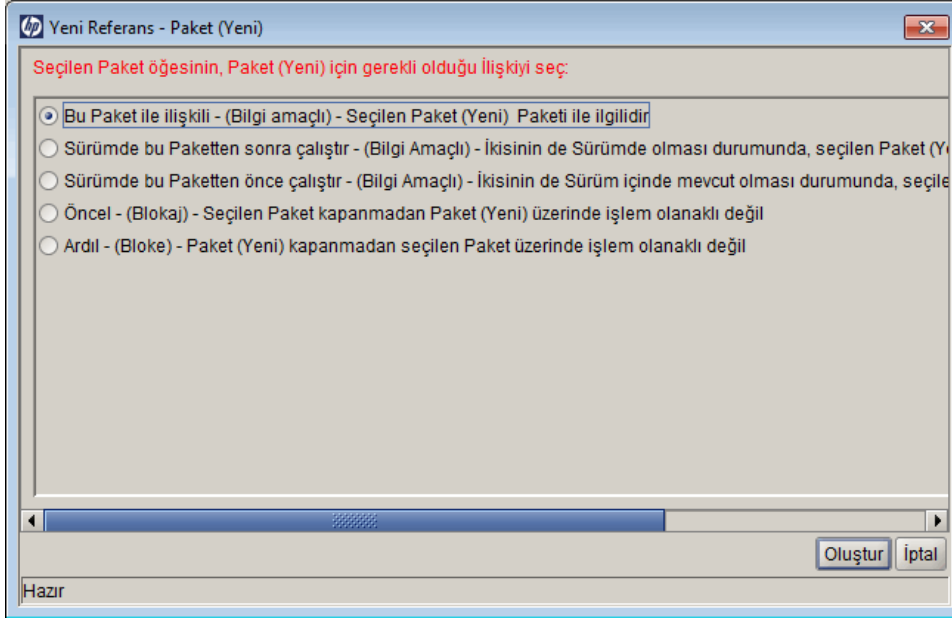 hp Yeni Referans - Paket (Yeni)
Seçilen Paket öğesinin, Paket (Yeni) için gerekli olduğu İlişkiyi seç:
Bu Paket ile ilişkili - (Bilgi amaçlı) - Seçilen Paket (Yeni) Paketi ile ilgilidir
Sürümde bu Paketten sonra çalıştır - (Bilgi Amaçlı) - İkisinin de Sürümde olması durumunda, seçilen Paket
Sürümde bu Paketten önce çalıştır - (Bilgi Amaçlı) - İkisinin de Sürüm içinde mevcut olması durumunda,
Öncel - (Blokaj) - Seçilen Paket kapanmadan Paket (Yeni) üzerinde işlem olanaklı değil
Ardıl - (Bloke) - Paket (Yeni) kapanmadan seçilen Paket üzerinde işlem olanaklı değil
Oluştur İptal
Hazır